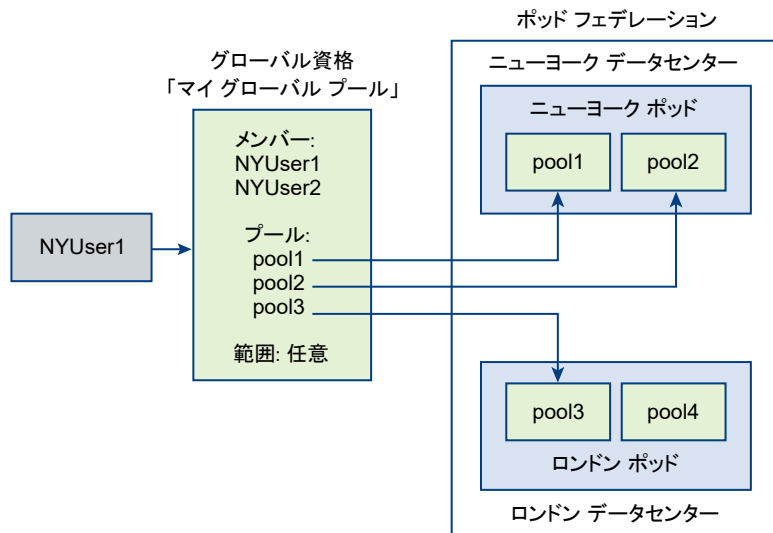 ポッド フェデレーション
グローバル資格
「マイ グローバル プール」
ニューヨーク データセンター
ニューヨーク ポッド
pool1
pool2
メンバー:
NYUser1
NYUser2
NYUser1
プール:
pool1
pool2
pool3
範囲: 任意
pool3
pool4
ロンドン ポッド
ロンドン データセンター